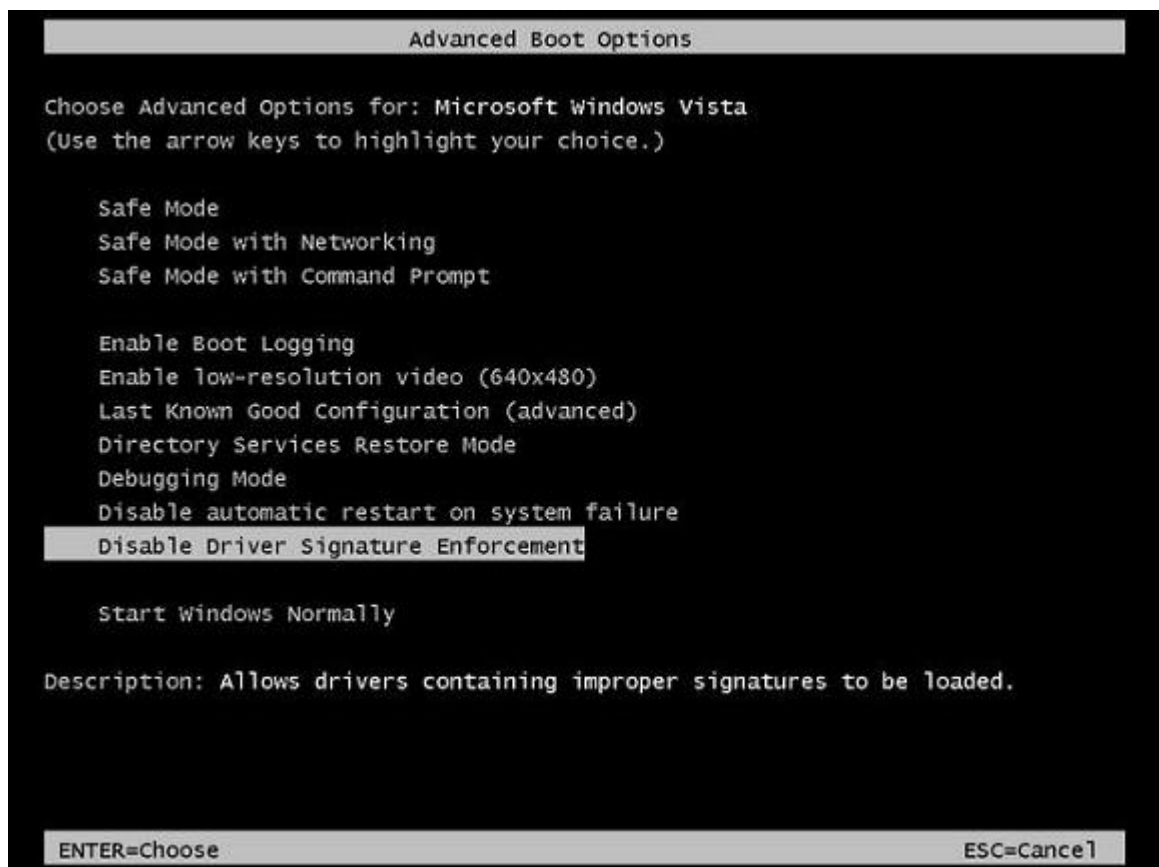 Advanced Boot Options
Choose Advanced Options for: Microsoft Windows Vista
(Use the arrow keys to highlight your choice.)
Safe Mode
Safe Mode with Networking
Safe Mode with Command Prompt
Enable Boot Logging
Enable low-resolution video (640x480)
Last Known Good Configuration (advanced)
Directory Services Restore Mode
Debugging Mode
Disable automatic restart on system failure
Disable Driver Signature Enforcement
Start Windows Normally
Description: Allows drivers containing improper signatures to be loaded.
ENTER=Choose ESC=Cancel